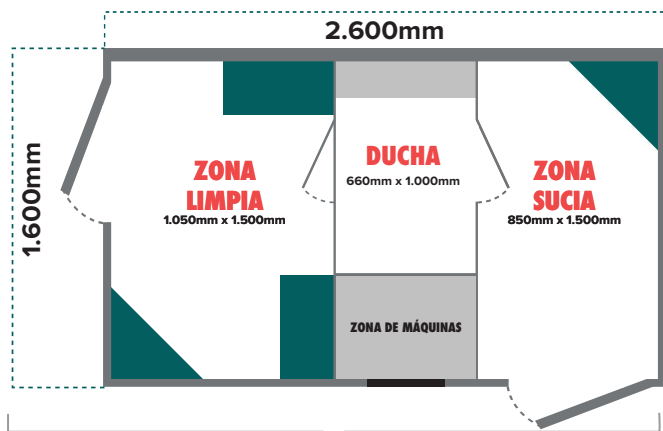 2.600mm
1.600mm
ZONA
LIMPIA
1.050mm x 1.500mm
DUCHA
660mm x 1.000mm
ZONA
SUCIA
850mm x 1.500mm
ZONA DE MÁQUINAS